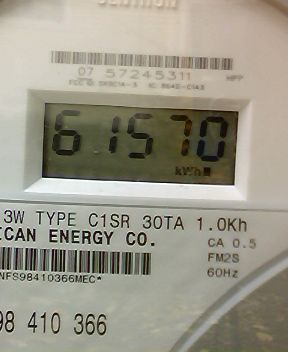 07 57245311 HPP
61570
kWh
3W TYPE C1SR 30TA 1.0Kh
ICAN ENERGY CO.
CA 0.5
FM2S
60Hz
NFS98410366MEC*
98 410 366